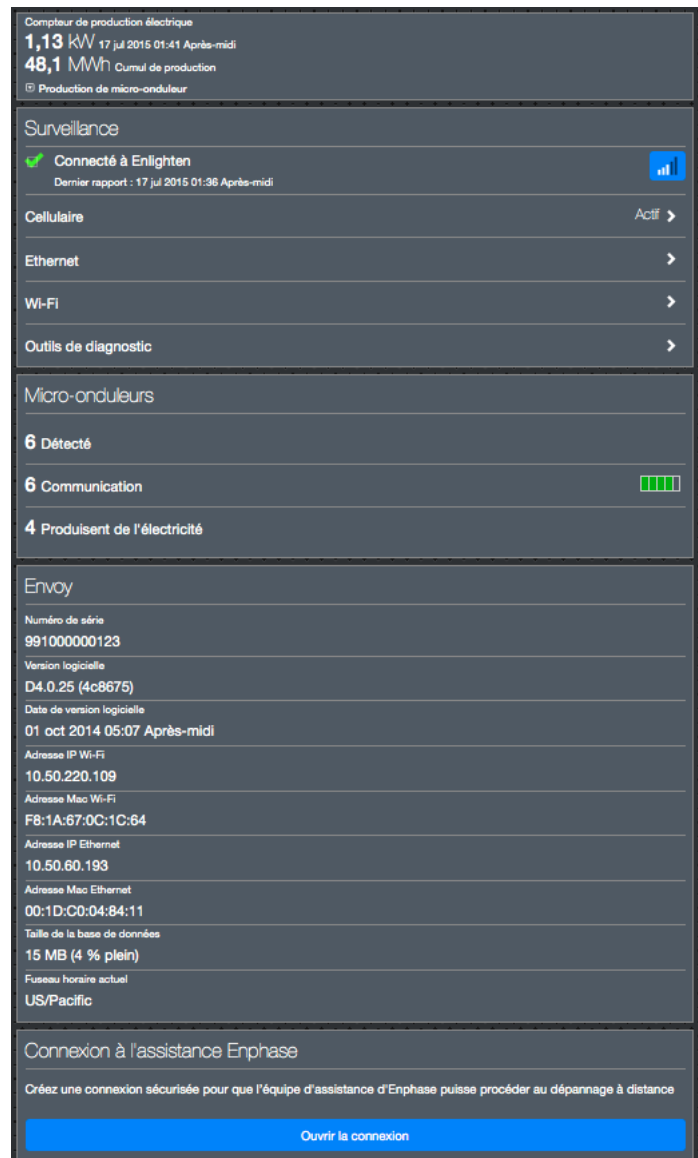 Compteur de production électrique
1,13 kW 17 jul 2015 01:41 Après-midi
48,1 MWh Cumul de production
Production de micro-onduleur
Surveillance
Connecté à Enlighten
Dernier rapport : 17 jul 2015 01:36 Après-midi
Cellulaire Actif
Ethernet
Wi-Fi
Outils de diagnostic
Micro-onduleurs
6 Détecté
6 Communication
4 Produisent de l'électricité
Envoy
Numéro de série
991000000123
Version logicielle
D4.0.25 (4c8675)
Date de version logicielle
01 oct 2014 05:07 Après-midi
Adresse IP Wi-Fi
10.50.220.109
Adresse Mac Wi-Fi
F8:1A:67:0C:1C:64
Adresse IP Ethernet
10.50.60.193
Adresse Mac Ethernet
00:1D:C0:04:84:11
Taille de la base de données
15 MB (4 % plein)
Fuseau horaire actuel
US/Pacific
Connexion à l'assistance Enphase
Créez une connexion sécurisée pour que l'équipe d'assistance d'Enphase puisse procéder au dépannage à distance
Ouvrir la connexion